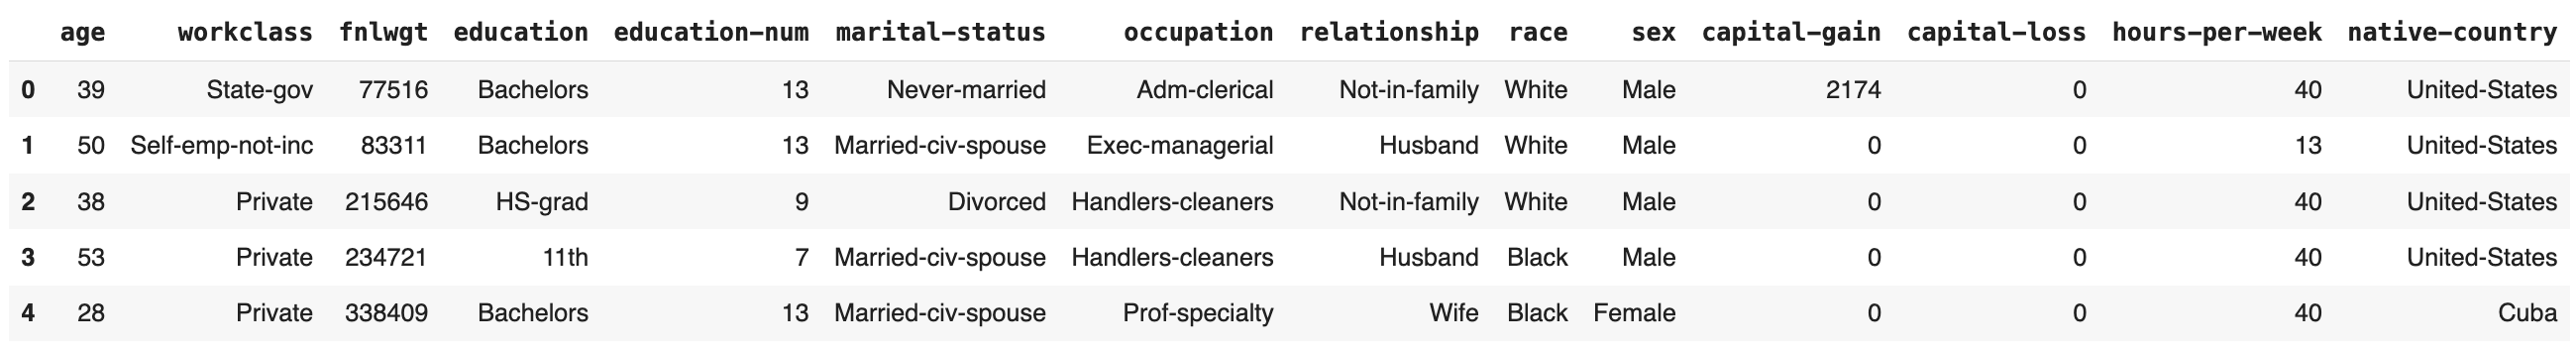 age workclass fnlwgt education education-num marital-status occupation relationship race sex capital-gain capital-loss hours-per-week native-country
0 39 State-gov 77516 Bachelors 13 Never-married Adm-clerical Not-in-family White Male 2174 0 40 United-States
1 50 Self-emp-not-inc 83311 Bachelors 13 Married-civ-spouse Exec-managerial Husband White Male 0 0 13 United-States
2 38 Private 215646 HS-grad 9 Divorced Handlers-cleaners Not-in-family White Male 0 0 40 United-States
3 53 Private 234721 11th 7 Married-civ-spouse Handlers-cleaners Husband Black Male 0 0 40 United-States
4 28 Private 338409 Bachelors 13 Married-civ-spouse Prof-specialty Wife Black Female 0 0 40 Cuba